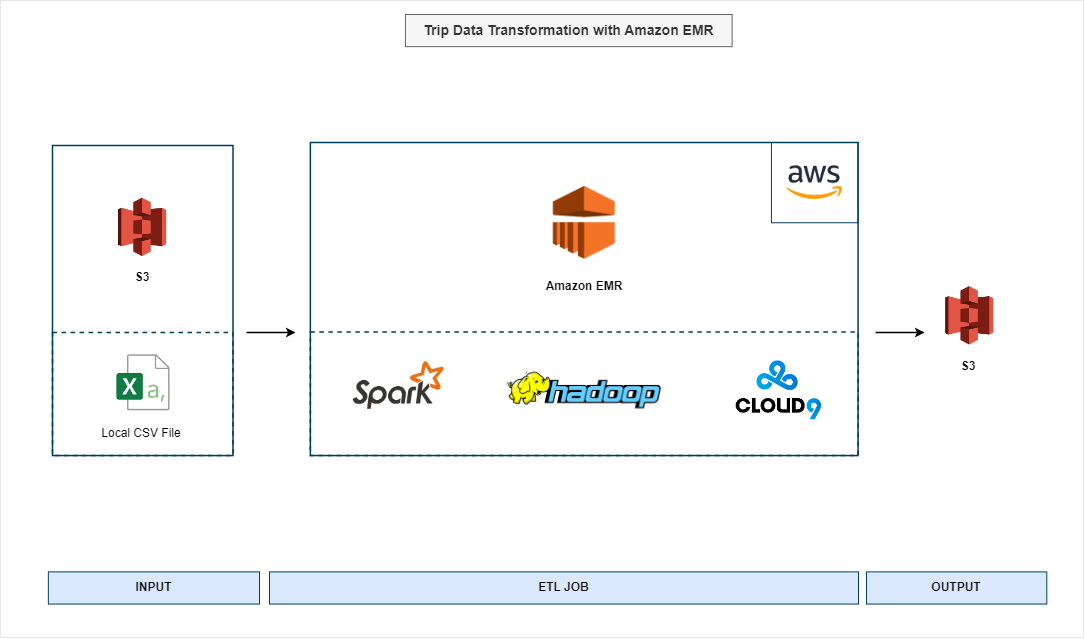 Trip Data Transformation with Amazon EMR
aws
S3
Amazon EMR
S3
X a,
Spark
hadoop
CLOUD9
Local CSV File
INPUT
ETL JOB
OUTPUT